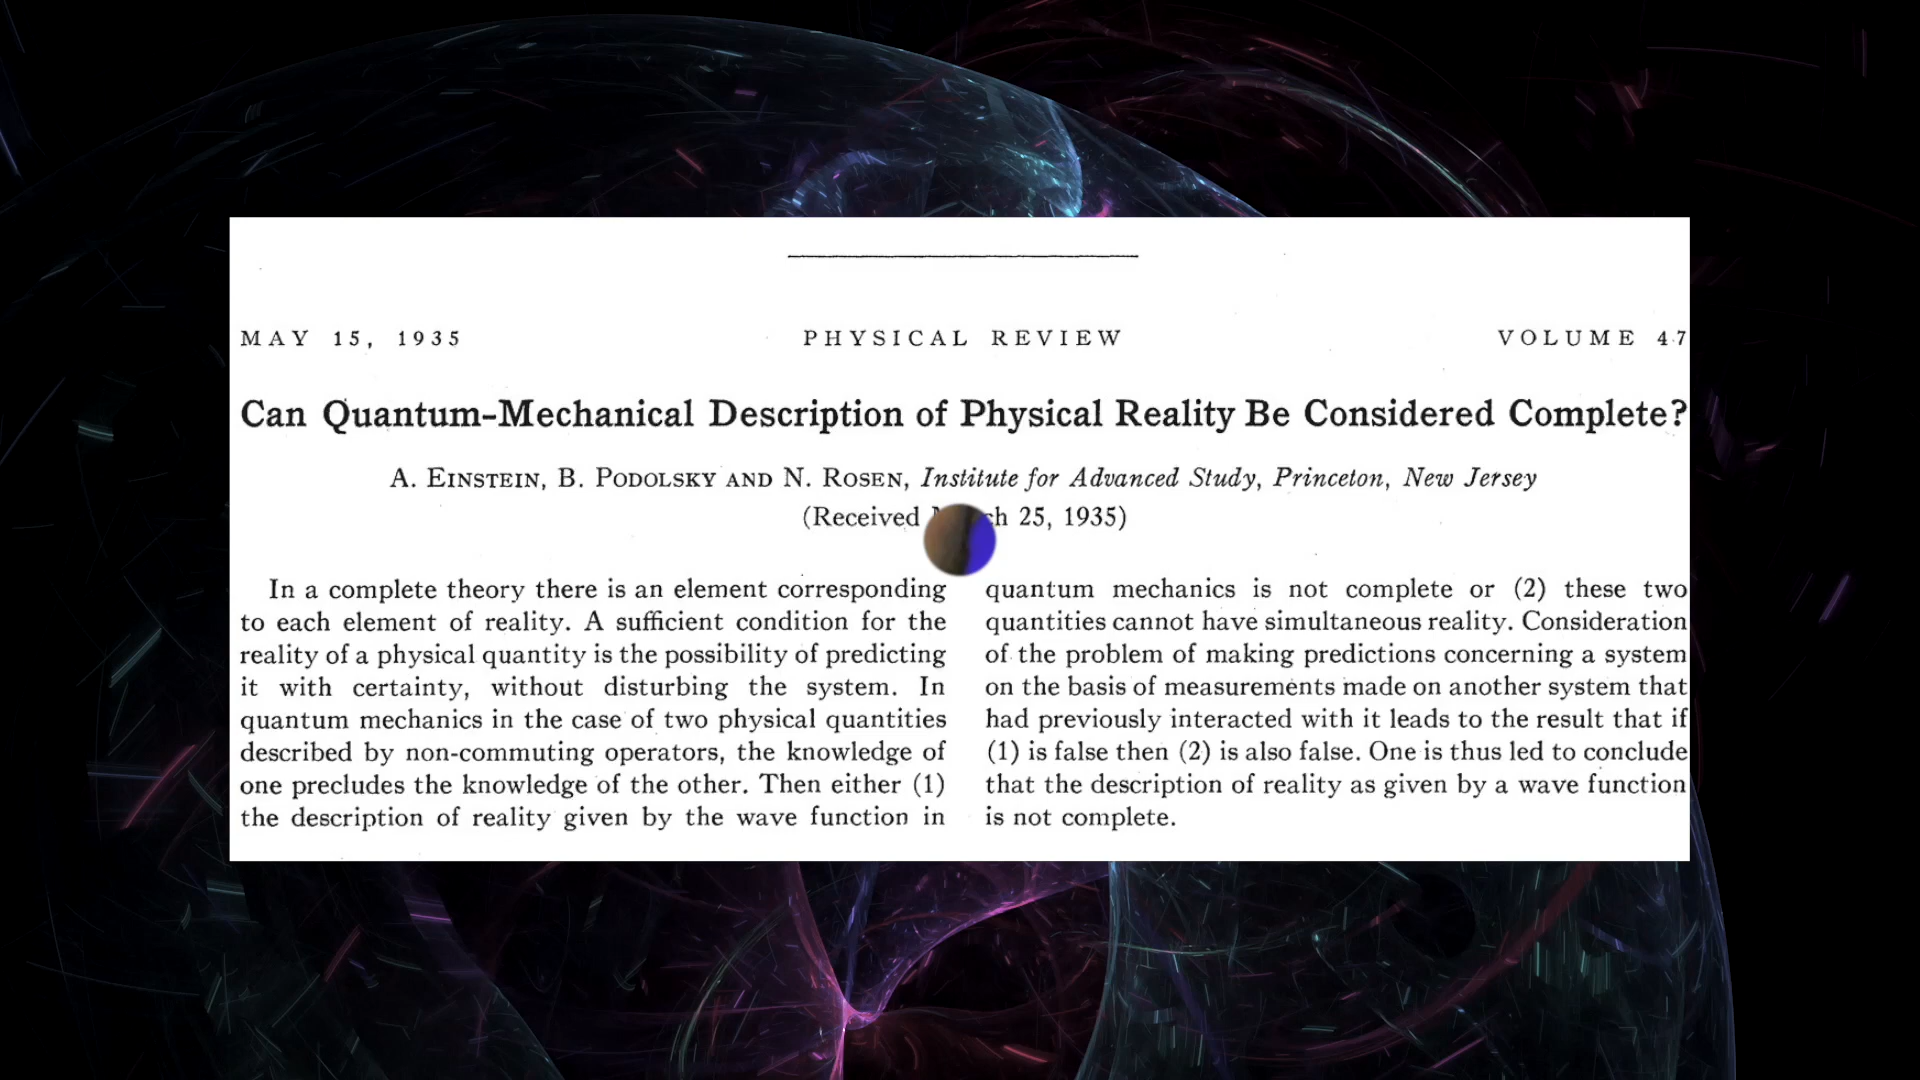 MAY 15, 1935 PHYSICAL REVIEW VOLUME 47
Can Quantum-Mechanical Description of Physical Reality Be Considered Complete?
A. EINSTEIN, B. PODOLSKY AND N. ROSEN, Institute for Advanced Study, Princeton, New Jersey
(Received 25, 1935)
In a complete theory there is an element corresponding
to each element of reality. A sufficient condition for the
reality of a physical quantity is the possibility of predicting
it with certainty, without disturbing the system. In
quantum mechanics in the case of two physical quantities
described by non-commuting operators, the knowledge of
one precludes the knowledge of the other. Then either (1)
the description of reality given by the wave function in
quantum mechanics is not complete or (2) these two
quantities cannot have simultaneous reality. Consideration
of the problem of making predictions concerning a system
on the basis of measurements made on another system that
had previously interacted with it leads to the result that if
(1) is false then (2) is also false. One is thus led to conclude
that the description of reality as given by a wave function
is not complete.